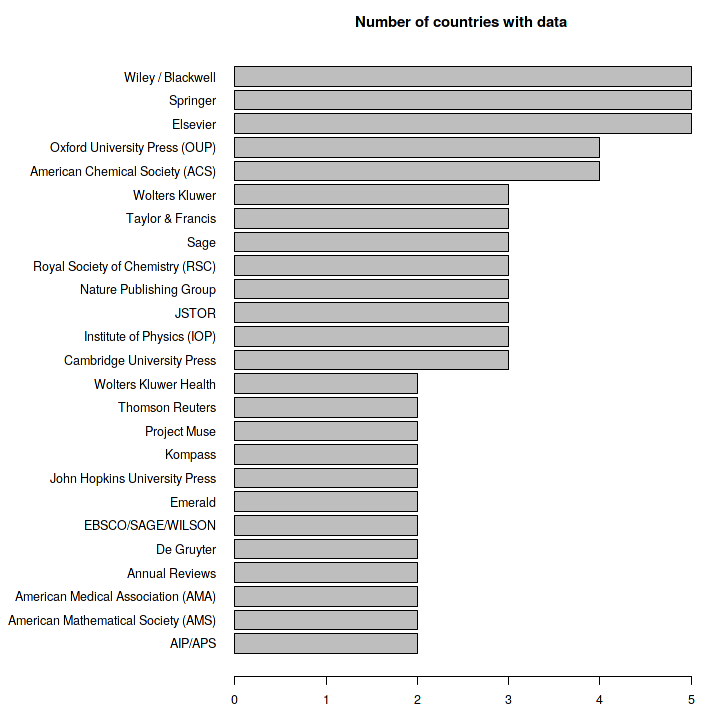 Number of countries with data
Wiley / Blackwell
Springer
Elsevier
Oxford University Press (OUP)
American Chemical Society (ACS)
Wolters Kluwer
Taylor & Francis
Sage
Royal Society of Chemistry (RSC)
Nature Publishing Group
JSTOR
Institute of Physics (IOP)
Cambridge University Press
Wolters Kluwer Health
Thomson Reuters
Project Muse
Kompass
John Hopkins University Press
Emerald
EBSCO/SAGE/WILSON
De Gruyter
Annual Reviews
American Medical Association (AMA)
American Mathematical Society (AMS)
AIP/APS
0 1 2 3 4 5